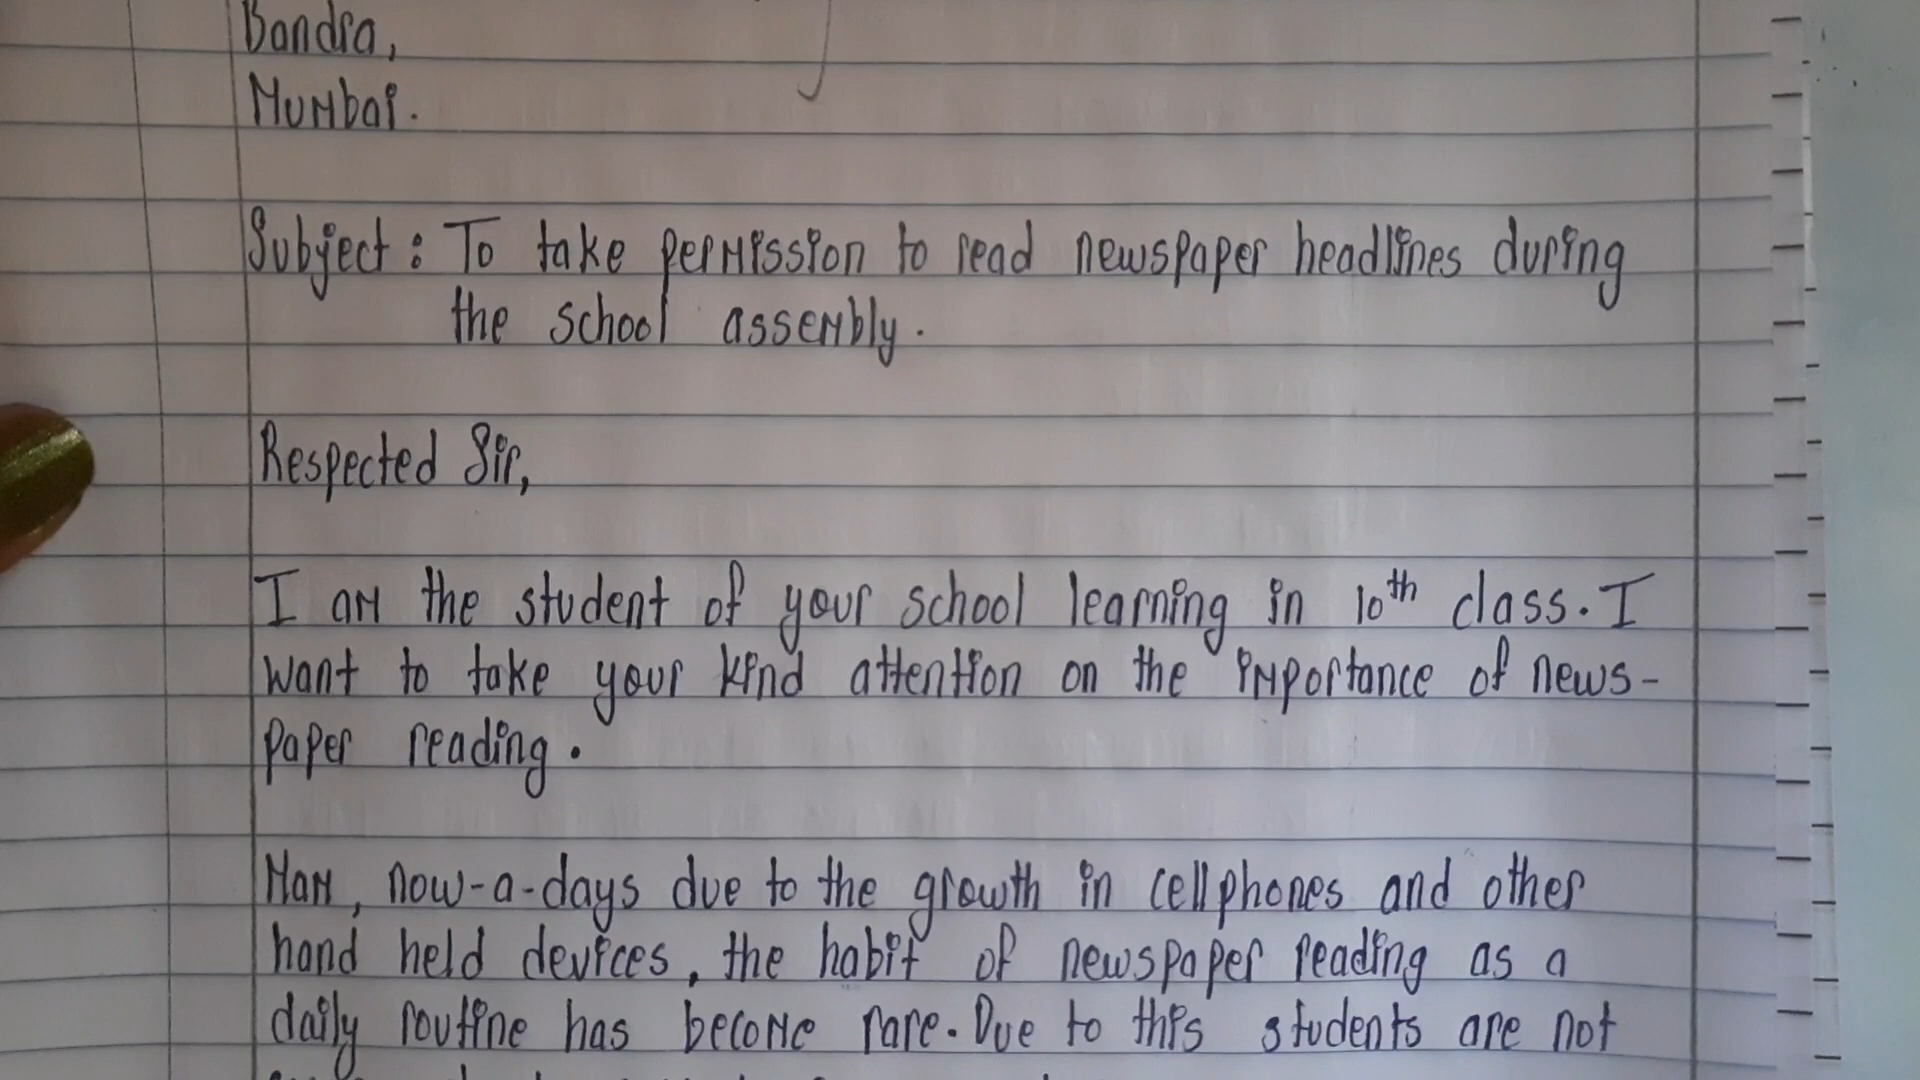 Bandra,
Mumbai.
Subject : To take permission to read newspaper headlines during
the school assembly.
Respected Sir,
I am the student of your school learning in 10th class. I
want to take your kind attention on the importance of news-
paper reading.
Mam, now-a-days due to the growth in cellphones and other
hand held devices, the habit of newspaper reading as a
daily routine has become rare. Due to this students are not